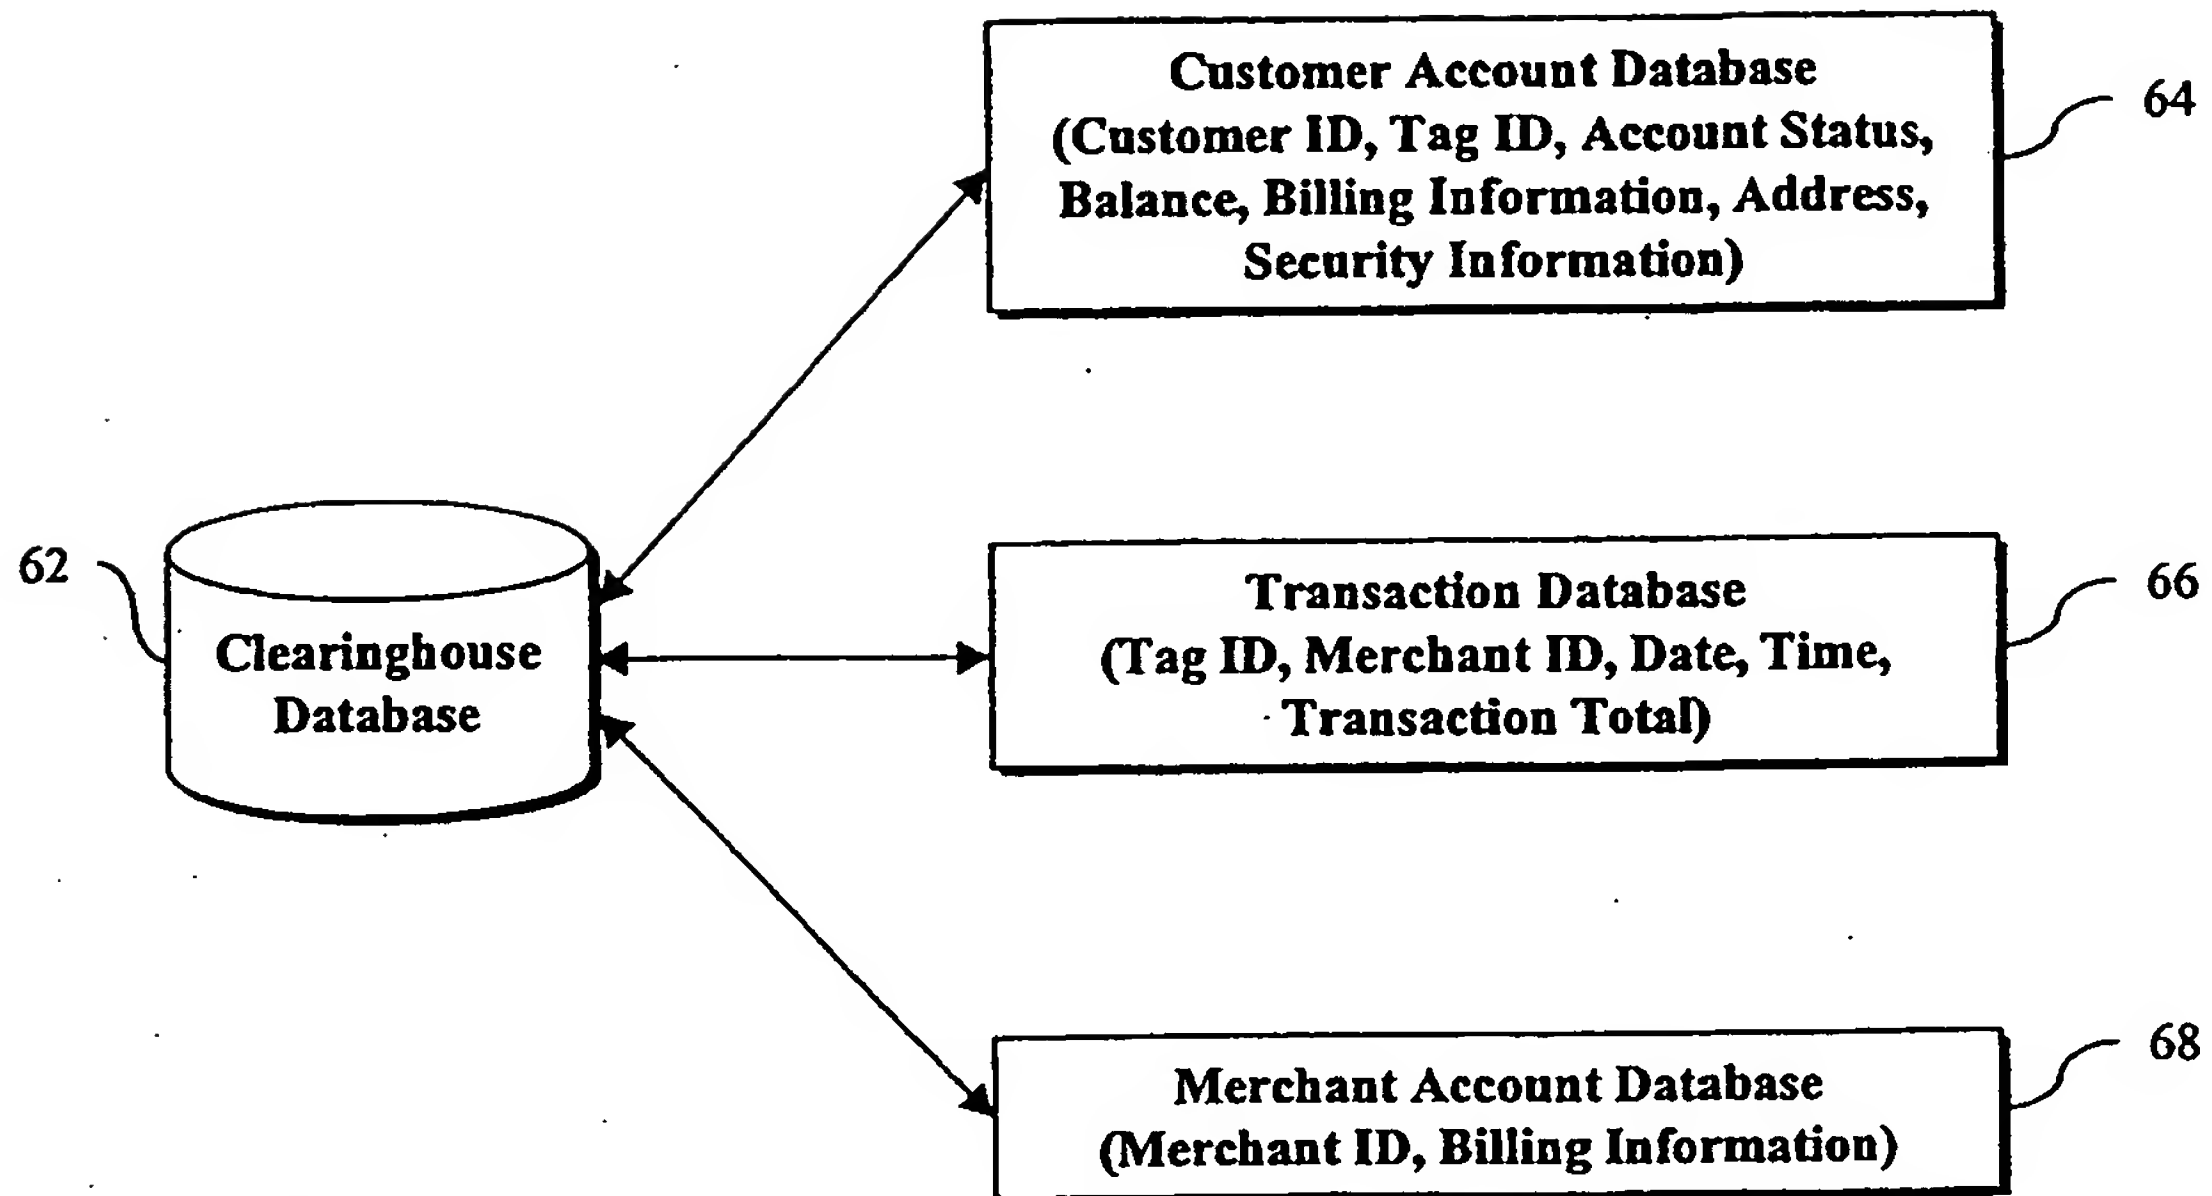 Customer Account Database
(Customer ID, Tag ID, Account Status,
Balance, Billing Information, Address,
Security Information)
64
62
Clearinghouse
Database
Transaction Database
(Tag ID, Merchant ID, Date, Time,
Transaction Total)
66
Merchant Account Database
(Merchant ID, Billing Information)
68